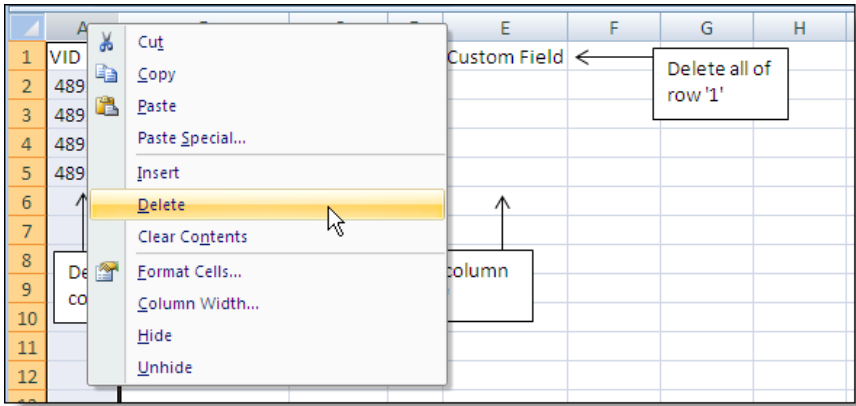 A E F G H
1 VID Custom Field
2 489
3 489
4 489
5 489
6
7
8
9
10
11
12
Cut
Copy
Paste
Paste Special...
Insert
Delete
Clear Contents
Format Cells...
Column Width...
Hide
Unhide
Delete all of
row '1'
De
co
column